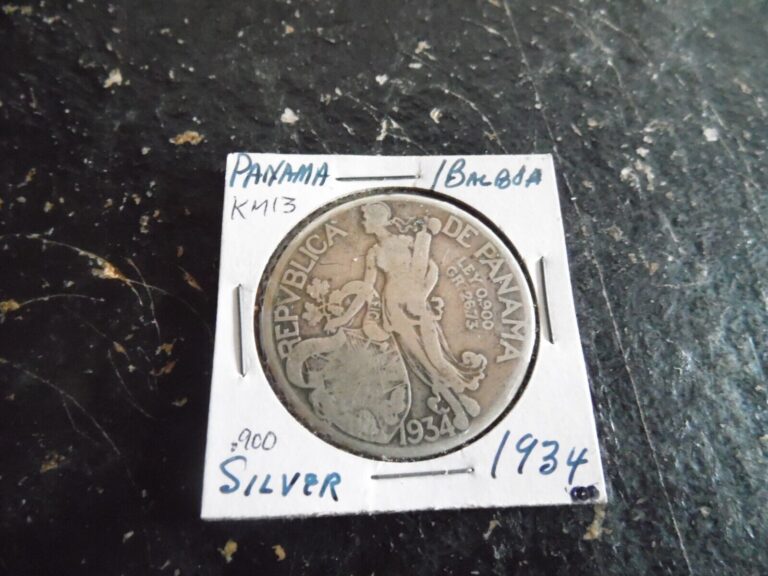 PANAMA — 1 BALBOA
KM13
REPVBLICA DE PANAMA
LEY 0.900
GR. 26.73
1934
.900
SILVER
1934